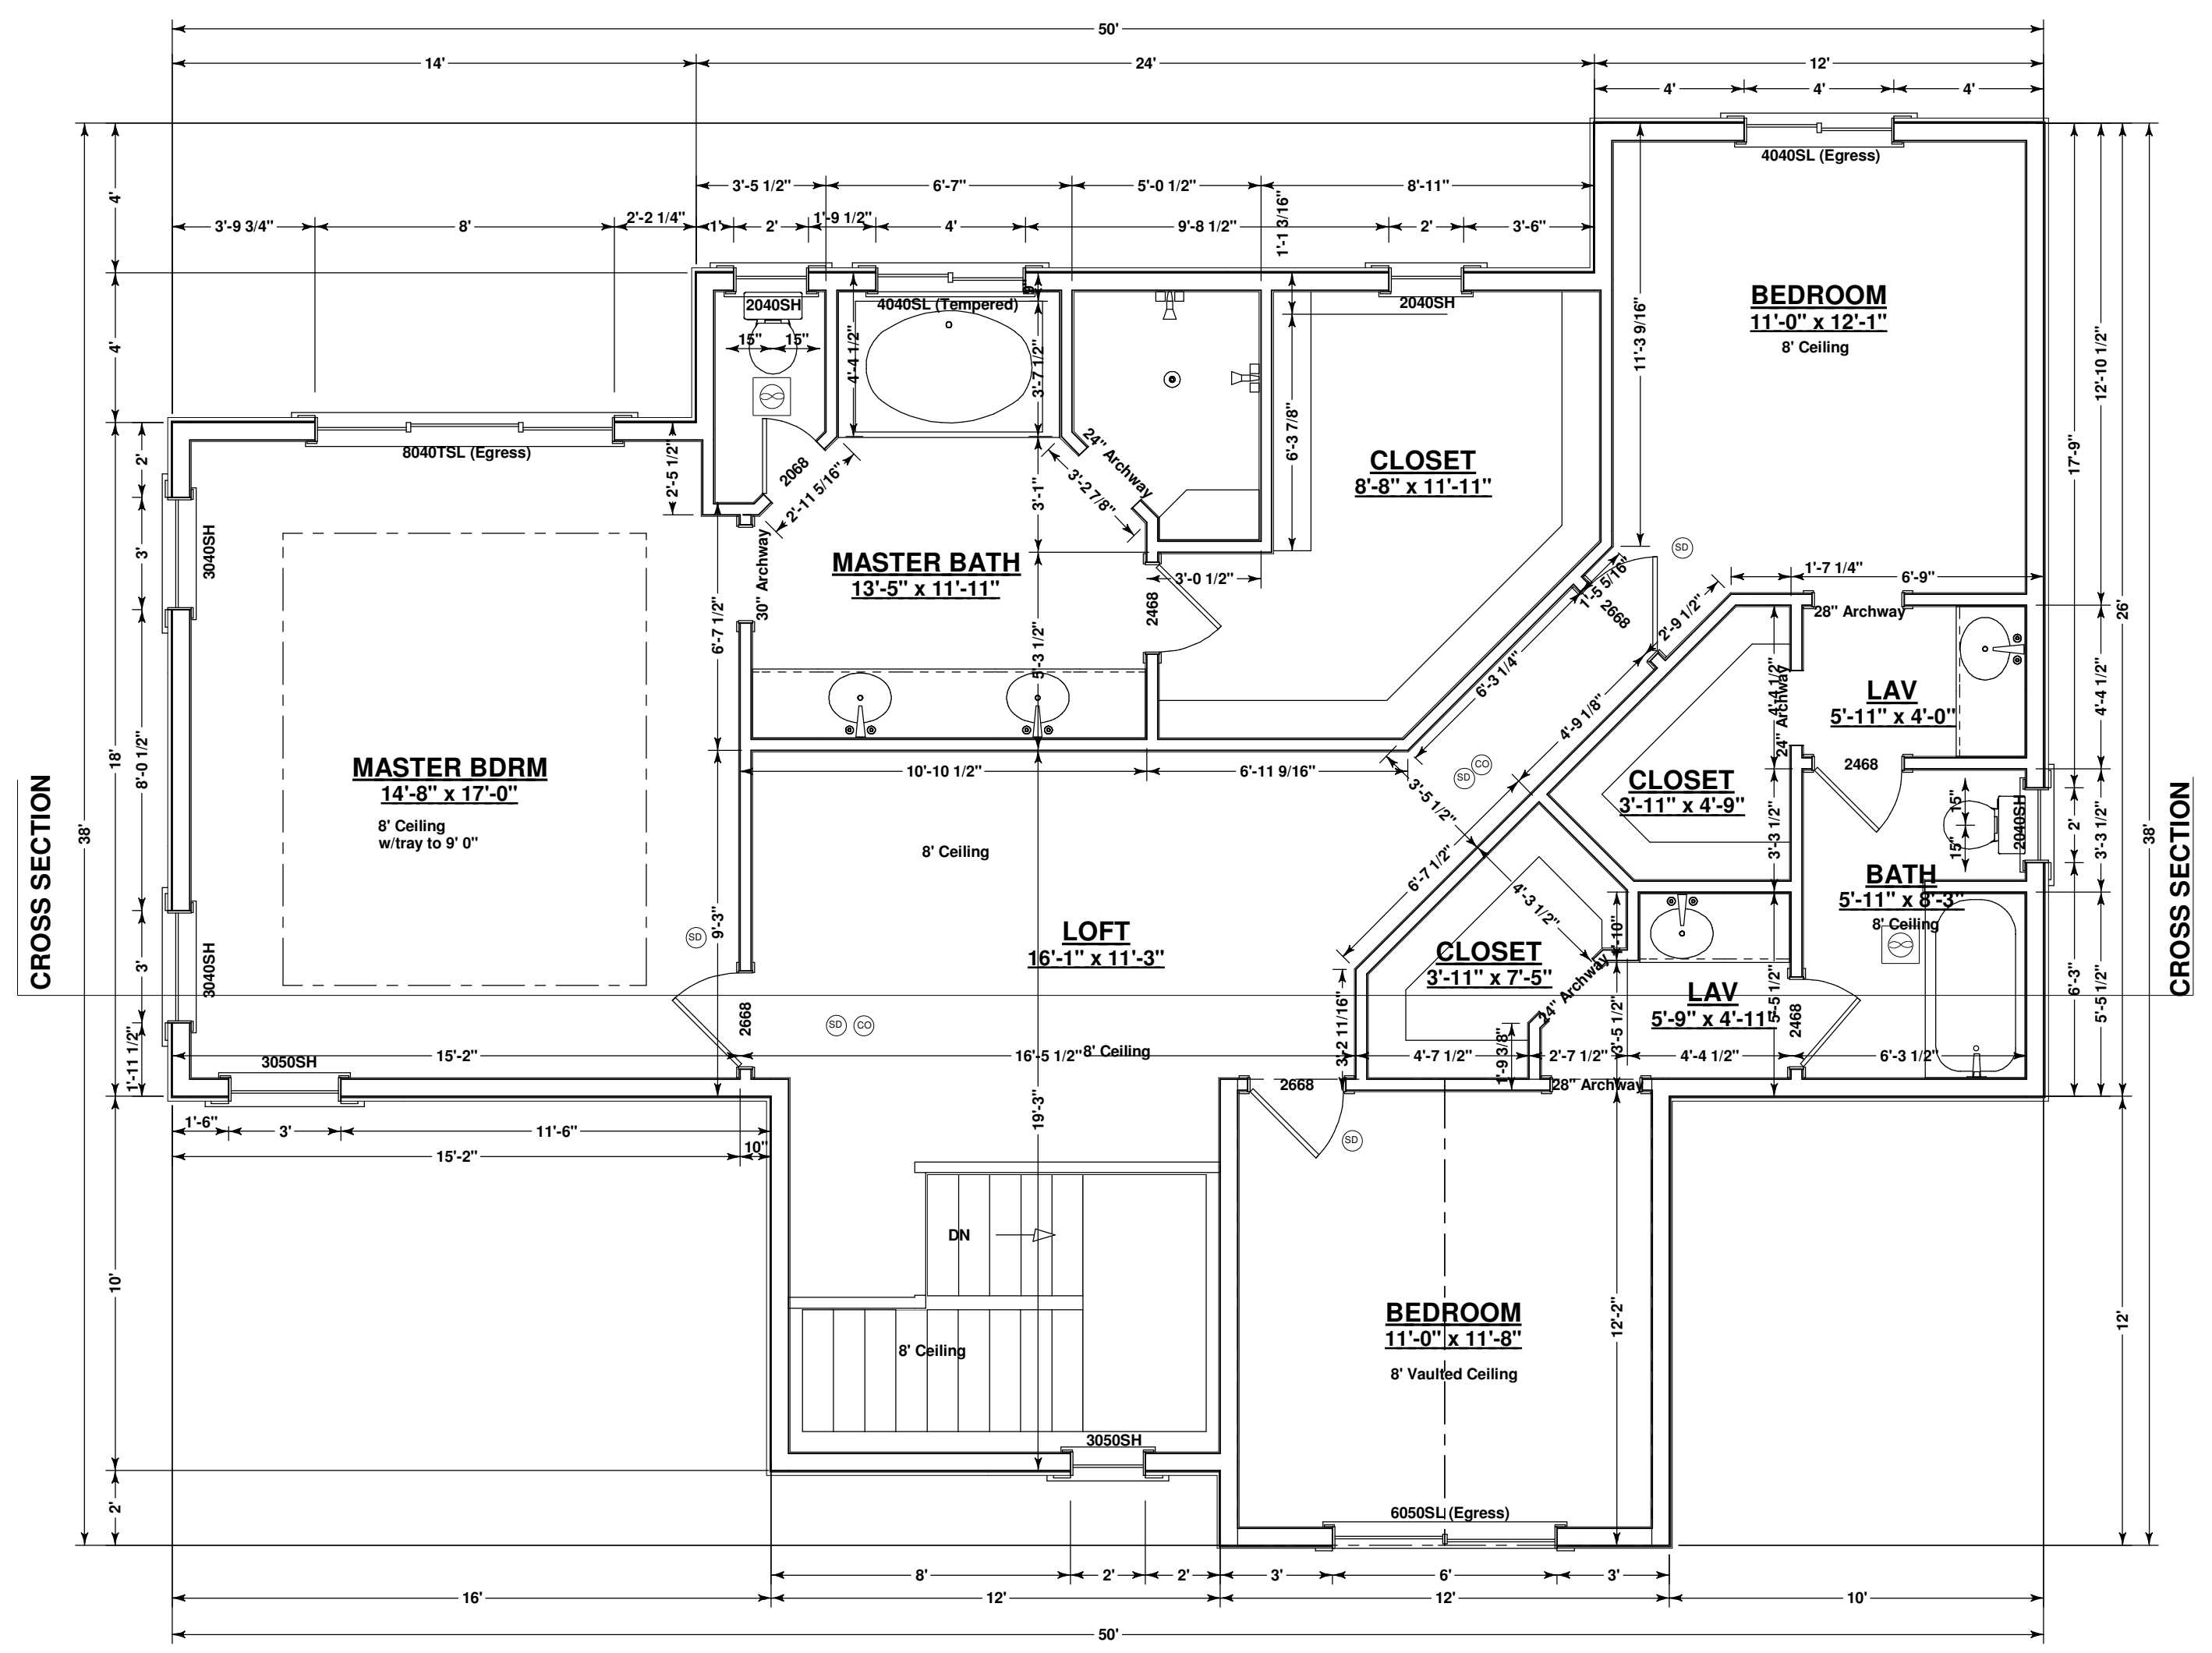 50'
14'
24'
12'
4'
4'
4'
4040SL (Egress)
3'-5 1/2"
6'-7"
5'-0 1/2"
8'-11"
1'-1 3/16"
3'-9 3/4"
8'
2'-2 1/4"
1'
2'
1'-9 1/2"
4'
9'-8 1/2"
2'
3'-6"
4'
4'
2040SH
4040SL (Tempered)
2040SH
15"
15"
4'-4 1/2"
3'-7 1/2"
6'-3 7/8"
11'-3 9/16"
BEDROOM
11'-0" x 12'-1"
8' Ceiling
12'-10 1/2"
17'-9"
26'
38'
8040TSL (Egress)
2'
3'
3040SH
2'-5 1/2"
2068
2'-11 5/16"
24" Archway
3'-2 7/8"
3'-1"
CLOSET
8'-8" x 11'-11"
SD
30" Archway
MASTER BATH
13'-5" x 11'-11"
3'-0 1/2"
2468
1'-5 5/16"
2668
2'-9 1/2"
1'-7 1/4"
6'-9"
28" Archway
6'-7 1/2"
5'-3 1/2"
6'-3 1/4"
4'-9 1/8"
4'-4 1/2"
24" Archway
LAV
5'-11" x 4'-0"
4'-4 1/2"
CROSS SECTION
38'
18'
8'-0 1/2"
MASTER BDRM
14'-8" x 17'-0"
8' Ceiling
w/tray to 9' 0"
10'-10 1/2"
6'-11 9/16"
3'-5 1/2"
SD
CO
CLOSET
3'-11" x 4'-9"
2468
3'-3 1/2"
15"
15"
2040SH
2'
3'-3 1/2"
CROSS SECTION
8' Ceiling
6'-7 1/2"
4'-3 1/2"
BATH
5'-11" x 8'-3"
8' Ceiling
3'
3040SH
SD
9'-3"
LOFT
16'-1" x 11'-3"
CLOSET
3'-11" x 7'-5"
24" Archway
LAV
5'-9" x 4'-11"
5'-5 1/2"
2468
6'-3"
5'-5 1/2"
2668
SD
CO
3'-2 11/16"
1'-9 3/8"
3'-5 1/2"
1'-11 1/2"
3050SH
15'-2"
16'-5 1/2"
8' Ceiling
4'-7 1/2"
2'-7 1/2"
4'-4 1/2"
6'-3 1/2"
2668
28" Archway
1'-6"
3'
11'-6"
15'-2"
10"
19'-3"
SD
10'
DN
8' Ceiling
BEDROOM
11'-0" x 11'-8"
8' Vaulted Ceiling
12'-2"
12'
3050SH
6050SL (Egress)
2'
8'
2'
2'
3'
6'
3'
16'
12'
12'
10'
50'